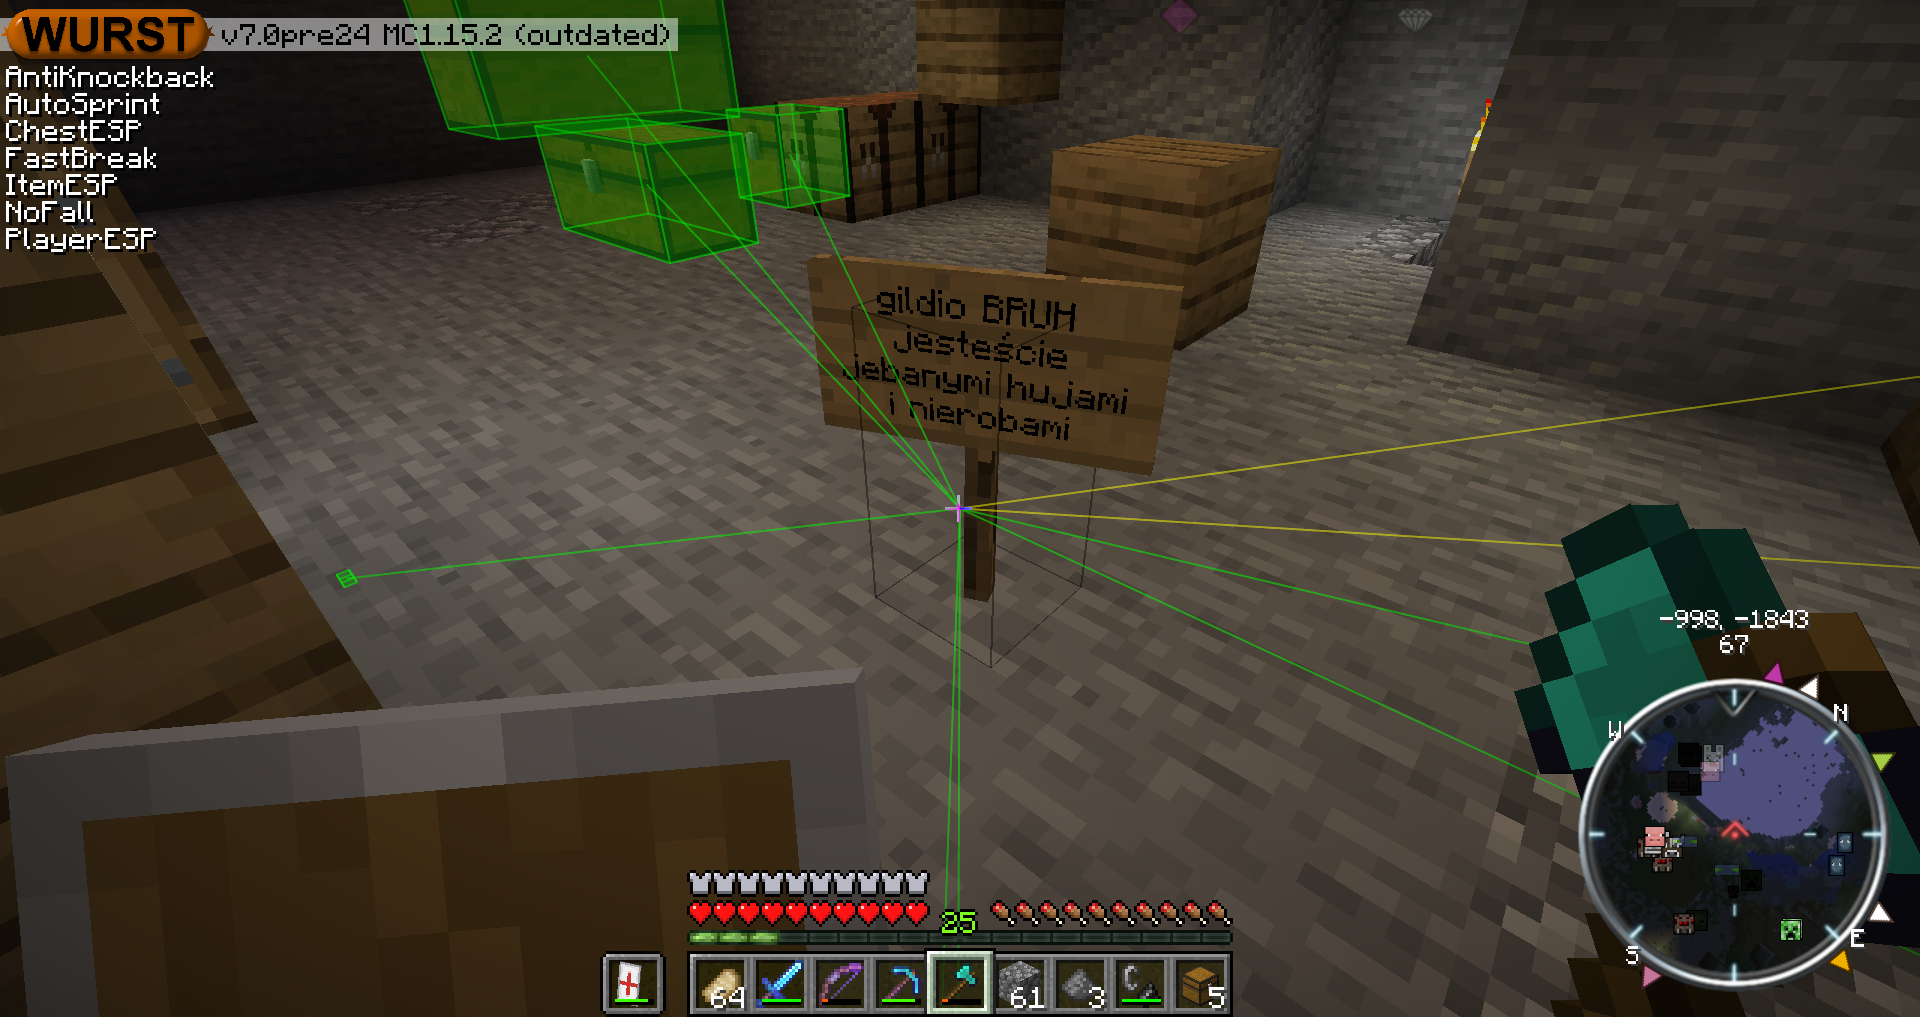 WURST v7.0pre24 MC1.15.2 (outdated)
AntiKnockback
AutoSprint
ChestESP
FastBreak
ItemESP
NoFall
PlayerESP
gildio BRUH
jesteście
jebanymi hujami
i nierobami
-998, -1843
67
N
W
S
E
25
64
61
3
5